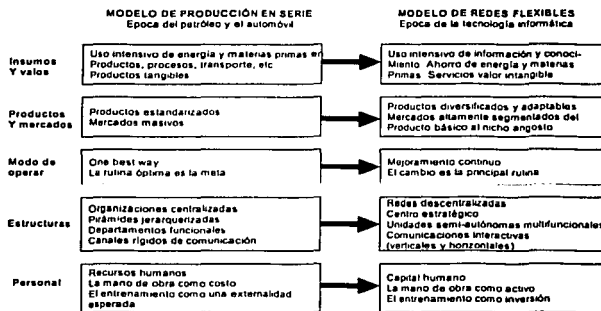 MODELO DE PRODUCCIÓN EN SERIE
Epoca del petróleo y el automóvil
MODELO DE REDES FLEXIBLES
Epoca de la tecnología informática
Insumos
Y valos
Uso intensivo de energía y materias primas en
Productos, procesos, transporte, etc
Productos tangibles
Uso intensivo de información y conoci-
Miento Ahorro de energía y materias
Primas Servicios valor intangible
Productos
Y mercados
Productos estandarizados
Mercados masivos
Productos diversificados y adaptables
Mercados altamente segmentados del
Producto básico al nicho angosto
Modo de
operar
One best way
La rutina óptima es la meta
Mejoramiento continuo
El cambio es la principal rutina
Estructuras
Organizaciones centralizadas
Pirámides jerarquerizadas
Departamentos funcionales
Canales rígidos de comunicación
Redes descentralizadas
Centro estratégico
Unidades semi-autónomas multifuncionales
Comunicaciones interactivas
(verticales y horizontales)
Personal
Recursos humanos
La mano de obra como costo
El entrenamiento como una externalidad
esperada
Capital humano
La mano de obra como activo
El entrenamiento como inversión